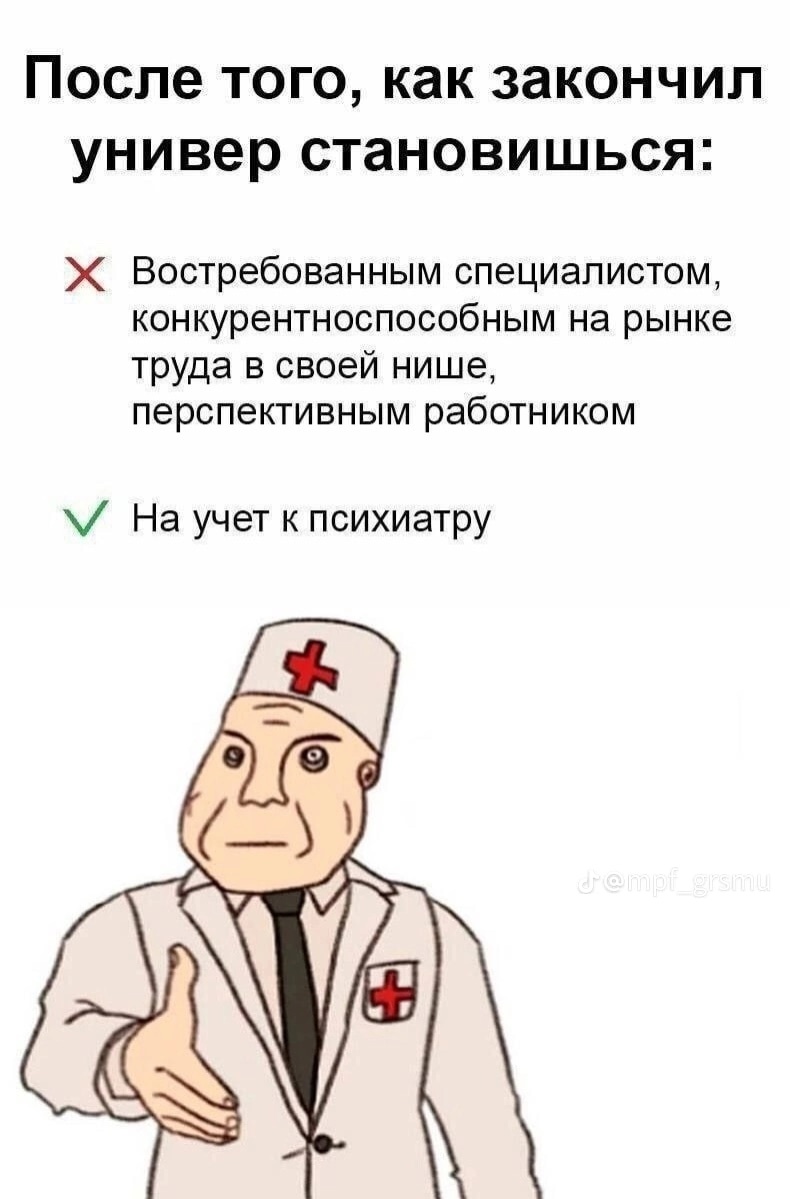 После того, как закончил
универ становишься:
Востребованным специалистом,
конкурентноспособным на рынке
труда в своей нише,
перспективным работником
На учет к психиатру
@mpf_grsmu